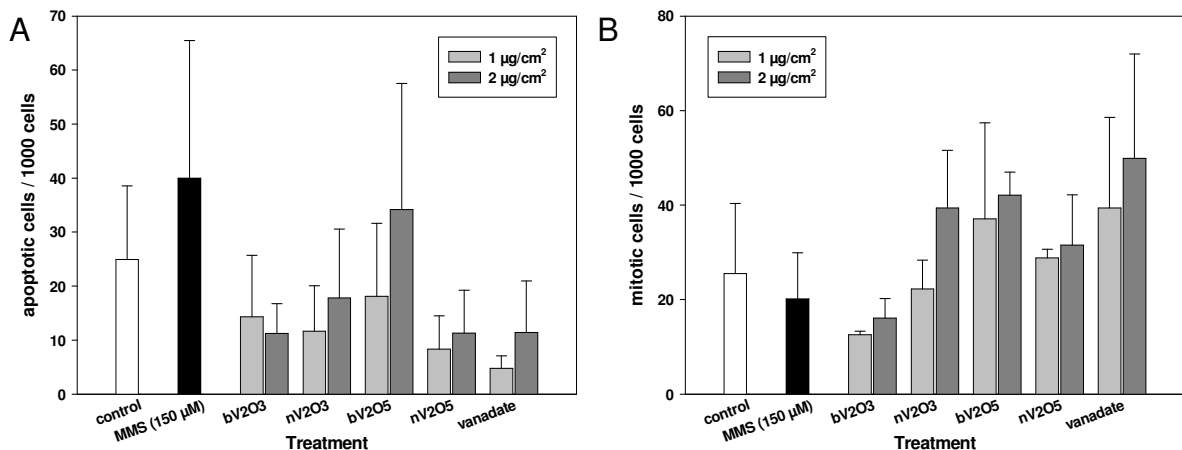 A
70
60
50
40
30
20
10
0
apoptotic cells / 1000 cells
1 µg/cm²
2 µg/cm²
control
MMS (150 µM)
bV2O3
nV2O3
bV2O5
nV2O5
vanadate
Treatment
B
80
60
40
20
0
mitotic cells / 1000 cells
1 µg/cm²
2 µg/cm²
control
MMS (150 µM)
bV2O3
nV2O3
bV2O5
nV2O5
vanadate
Treatment